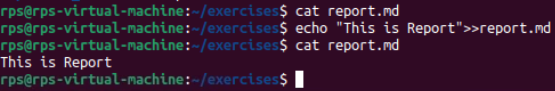 rps@rps-virtual-machine:~/exercises$ cat report.md
rps@rps-virtual-machine:~/exercises$ echo "This is Report">>report.md
rps@rps-virtual-machine:~/exercises$ cat report.md
This is Report
rps@rps-virtual-machine:~/exercises$